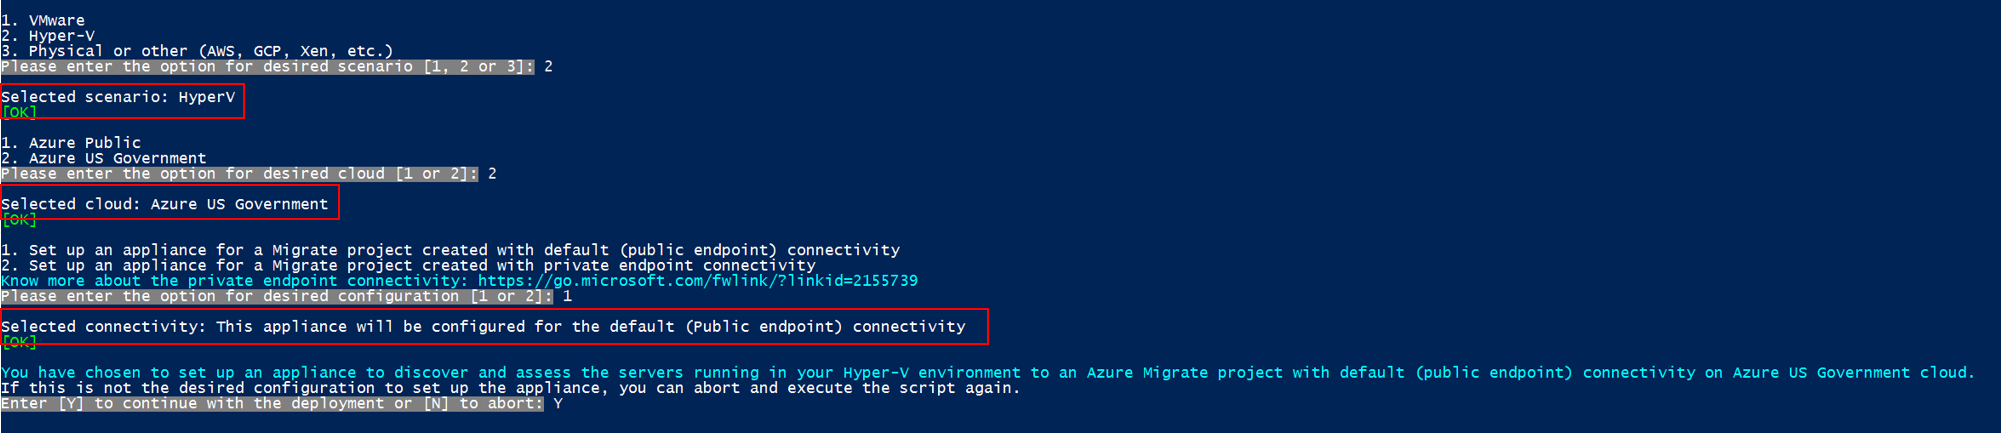 1. VMware
2. Hyper-V
3. Physical or other (AWS, GCP, Xen, etc.)
Please enter the option for desired scenario [1, 2 or 3]: 2
Selected scenario: HyperV
[OK]
1. Azure Public
2. Azure US Government
Please enter the option for desired cloud [1 or 2]: 2
Selected cloud: Azure US Government
[OK]
1. Set up an appliance for a Migrate project created with default (public endpoint) connectivity
2. Set up an appliance for a Migrate project created with private endpoint connectivity
Know more about the private endpoint connectivity: https://go.microsoft.com/fwlink/?linkid=2155739
Please enter the option for desired configuration [1 or 2]: 1
Selected connectivity: This appliance will be configured for the default (Public endpoint) connectivity
[OK]
You have chosen to set up an appliance to discover and assess the servers running in your Hyper-V environment to an Azure Migrate project with default (public endpoint) connectivity on Azure US Government cloud.
If this is not the desired configuration to set up the appliance, you can abort and execute the script again.
Enter [Y] to continue with the deployment or [N] to abort: Y